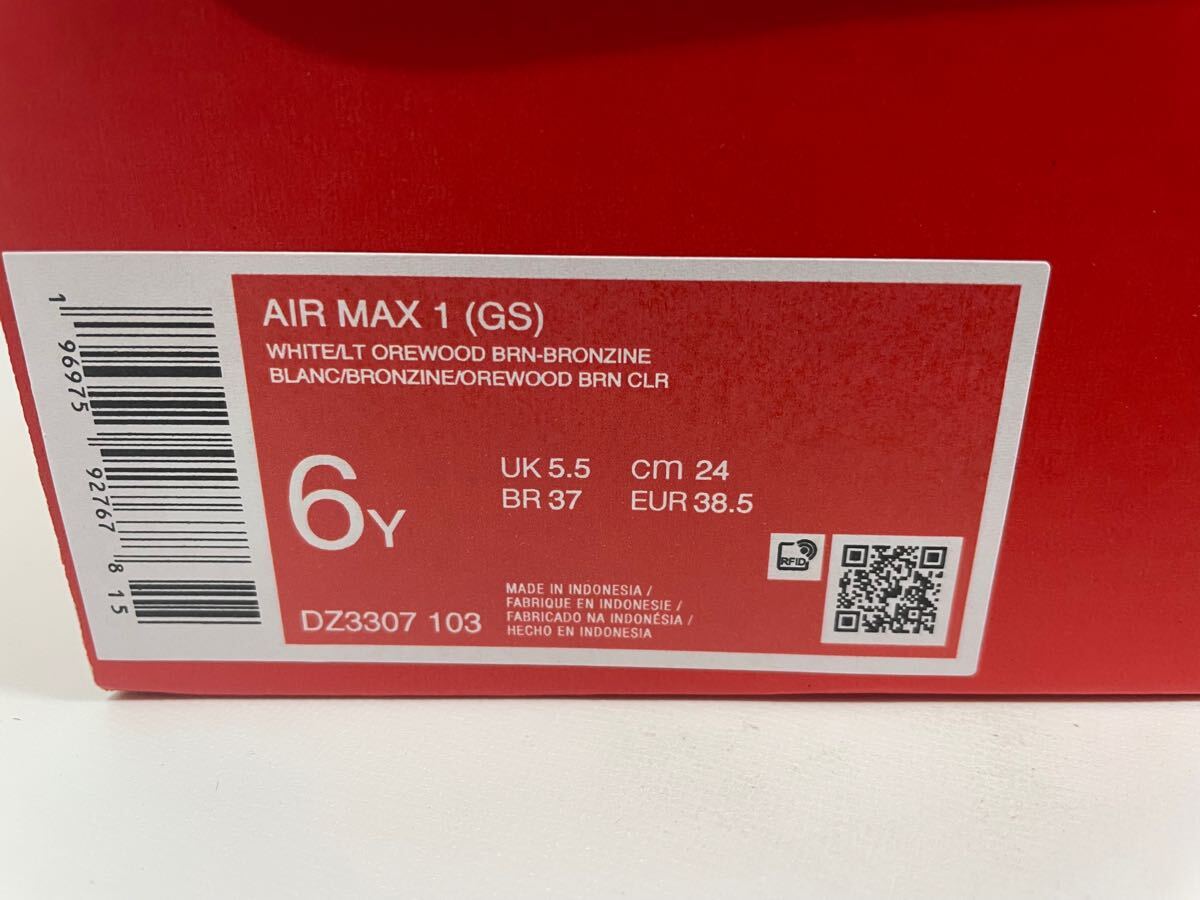 AIR MAX 1 (GS)
WHITE/LT OREWOOD BRN-BRONZINE
BLANC/BRONZINE/OREWOOD BRN CLR
6Y
UK 5.5 cm 24
BR 37 EUR 38.5
DZ3307 103
MADE IN INDONESIA /
FABRIQUE EN INDONESIE /
FABRICADO NA INDONÉSIA /
HECHO EN INDONESIA
RFID
1 96975 92767 8 15